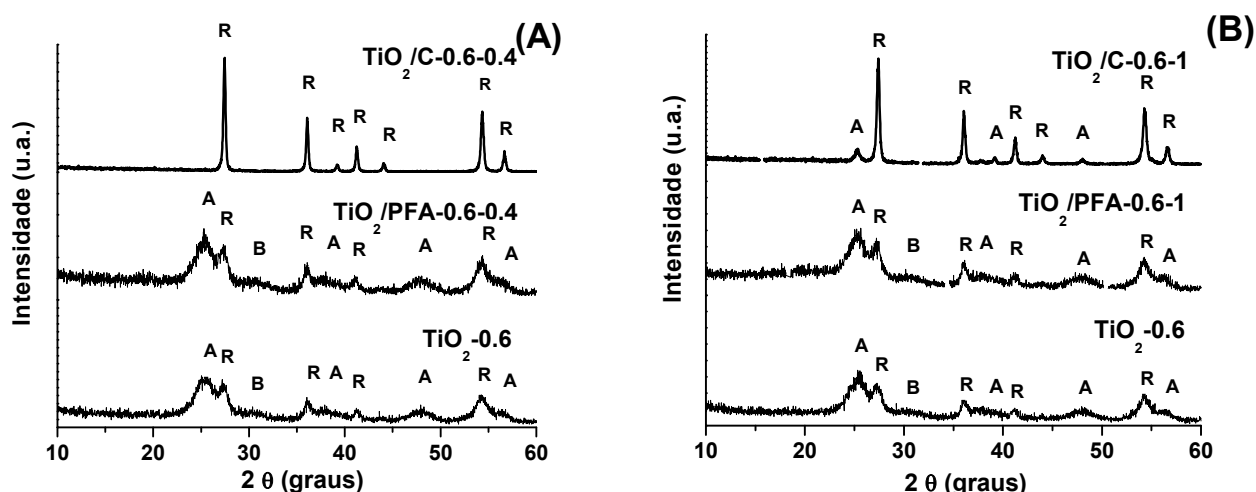 (A)
TiO2/C-0.6-0.4
R
R
R
R
R
R
R
TiO2/PFA-0.6-0.4
A
R
B
R
A
R
A
R
A
TiO2-0.6
A
R
B
R
A
R
A
R
A
Intensidade (u.a.)
10 20 30 40 50 60
2 θ (graus)
(B)
TiO2/C-0.6-1
A
R
R
A
R
R
A
R
R
TiO2/PFA-0.6-1
A
R
B
R
A
R
A
R
A
TiO2-0.6
A
R
B
R
A
R
A
R
A
Intensidade (u.a.)
10 20 30 40 50 60
2 θ (graus)